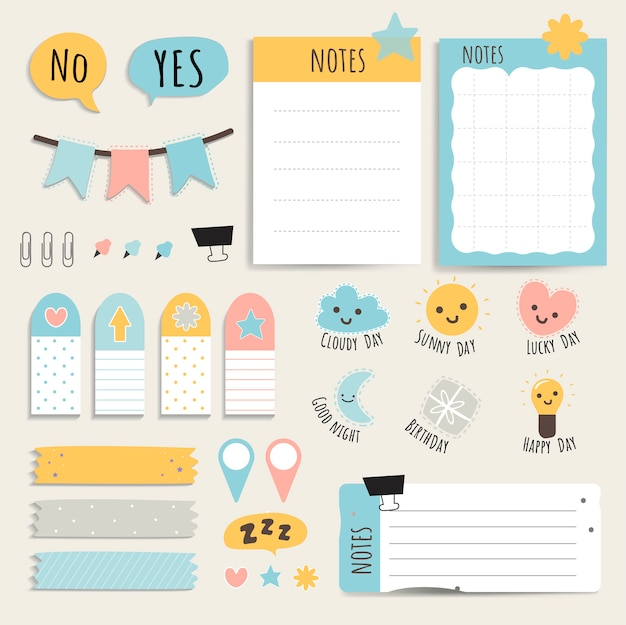 No
YES
NOTES
NOTES
CLOUDY DAY
SUNNY DAY
LUCKY DAY
GOOD NIGHT
BIRTHDAY
HAPPY DAY
ZZZ
NOTES